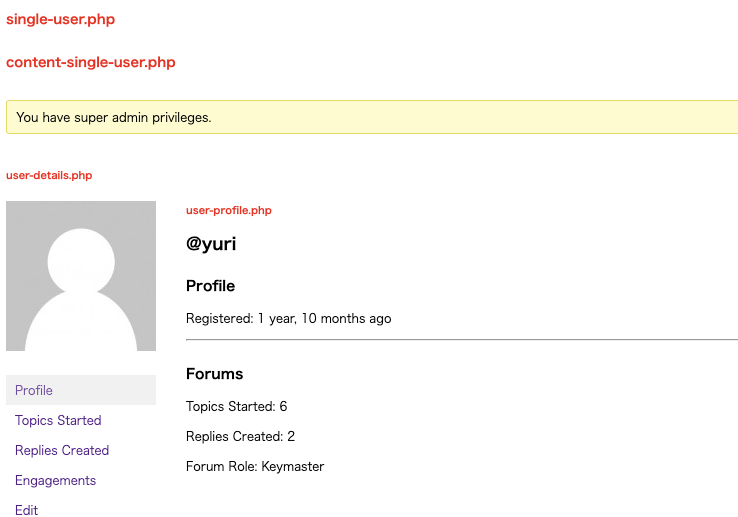 single-user.php
content-single-user.php
You have super admin privileges.
user-details.php
user-profile.php
@yuri
Profile
Registered: 1 year, 10 months ago
Forums
Topics Started: 6
Replies Created: 2
Forum Role: Keymaster
Profile
Topics Started
Replies Created
Engagements
Edit